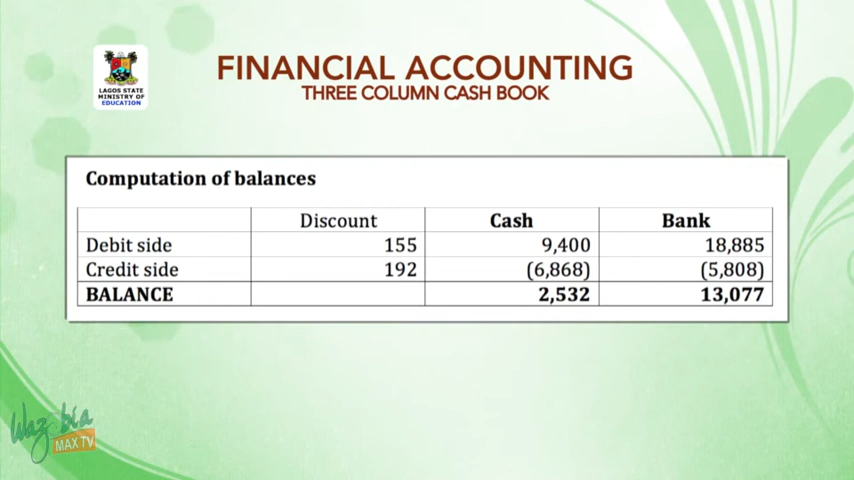 LAGOS STATE
MINISTRY OF
EDUCATION
FINANCIAL ACCOUNTING
THREE COLUMN CASH BOOK
Computation of balances
Discount Cash Bank
Debit side 155 9,400 18,885
Credit side 192 (6,868) (5,808)
BALANCE 2,532 13,077
Wazobia
MAX TV